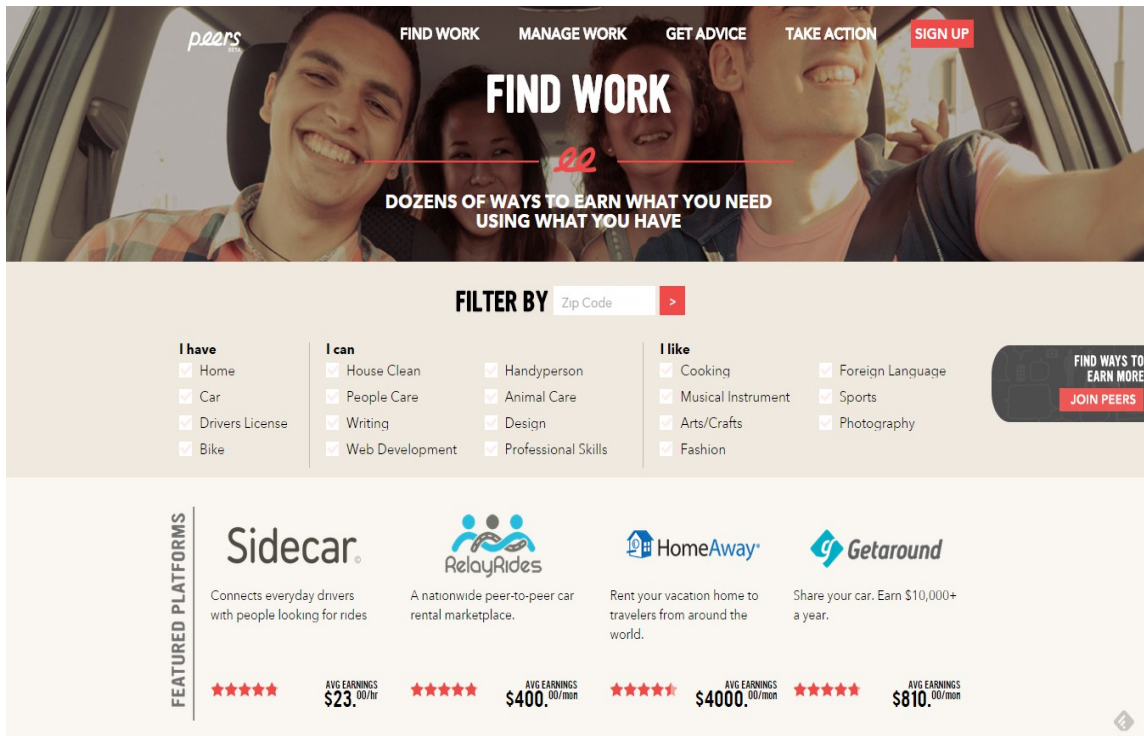 peers
BETA
FIND WORK
MANAGE WORK
GET ADVICE
TAKE ACTION
SIGN UP
FIND WORK
DOZENS OF WAYS TO EARN WHAT YOU NEED
USING WHAT YOU HAVE
FILTER BY
Zip Code
>
I have
Home
Car
Drivers License
Bike
I can
House Clean
People Care
Writing
Web Development
Handyperson
Animal Care
Design
Professional Skills
I like
Cooking
Musical Instrument
Arts/Crafts
Fashion
Foreign Language
Sports
Photography
FIND WAYS TO
EARN MORE
JOIN PEERS
FEATURED PLATFORMS
Sidecar
Connects everyday drivers
with people looking for rides
AVG EARNINGS
$23.00/hr
RelayRides
A nationwide peer-to-peer car
rental marketplace.
AVG EARNINGS
$400.00/mon
HomeAway
Rent your vacation home to
travelers from around the
world.
AVG EARNINGS
$4000.00/mon
Getaround
Share your car. Earn $10,000+
a year.
AVG EARNINGS
$810.00/mon